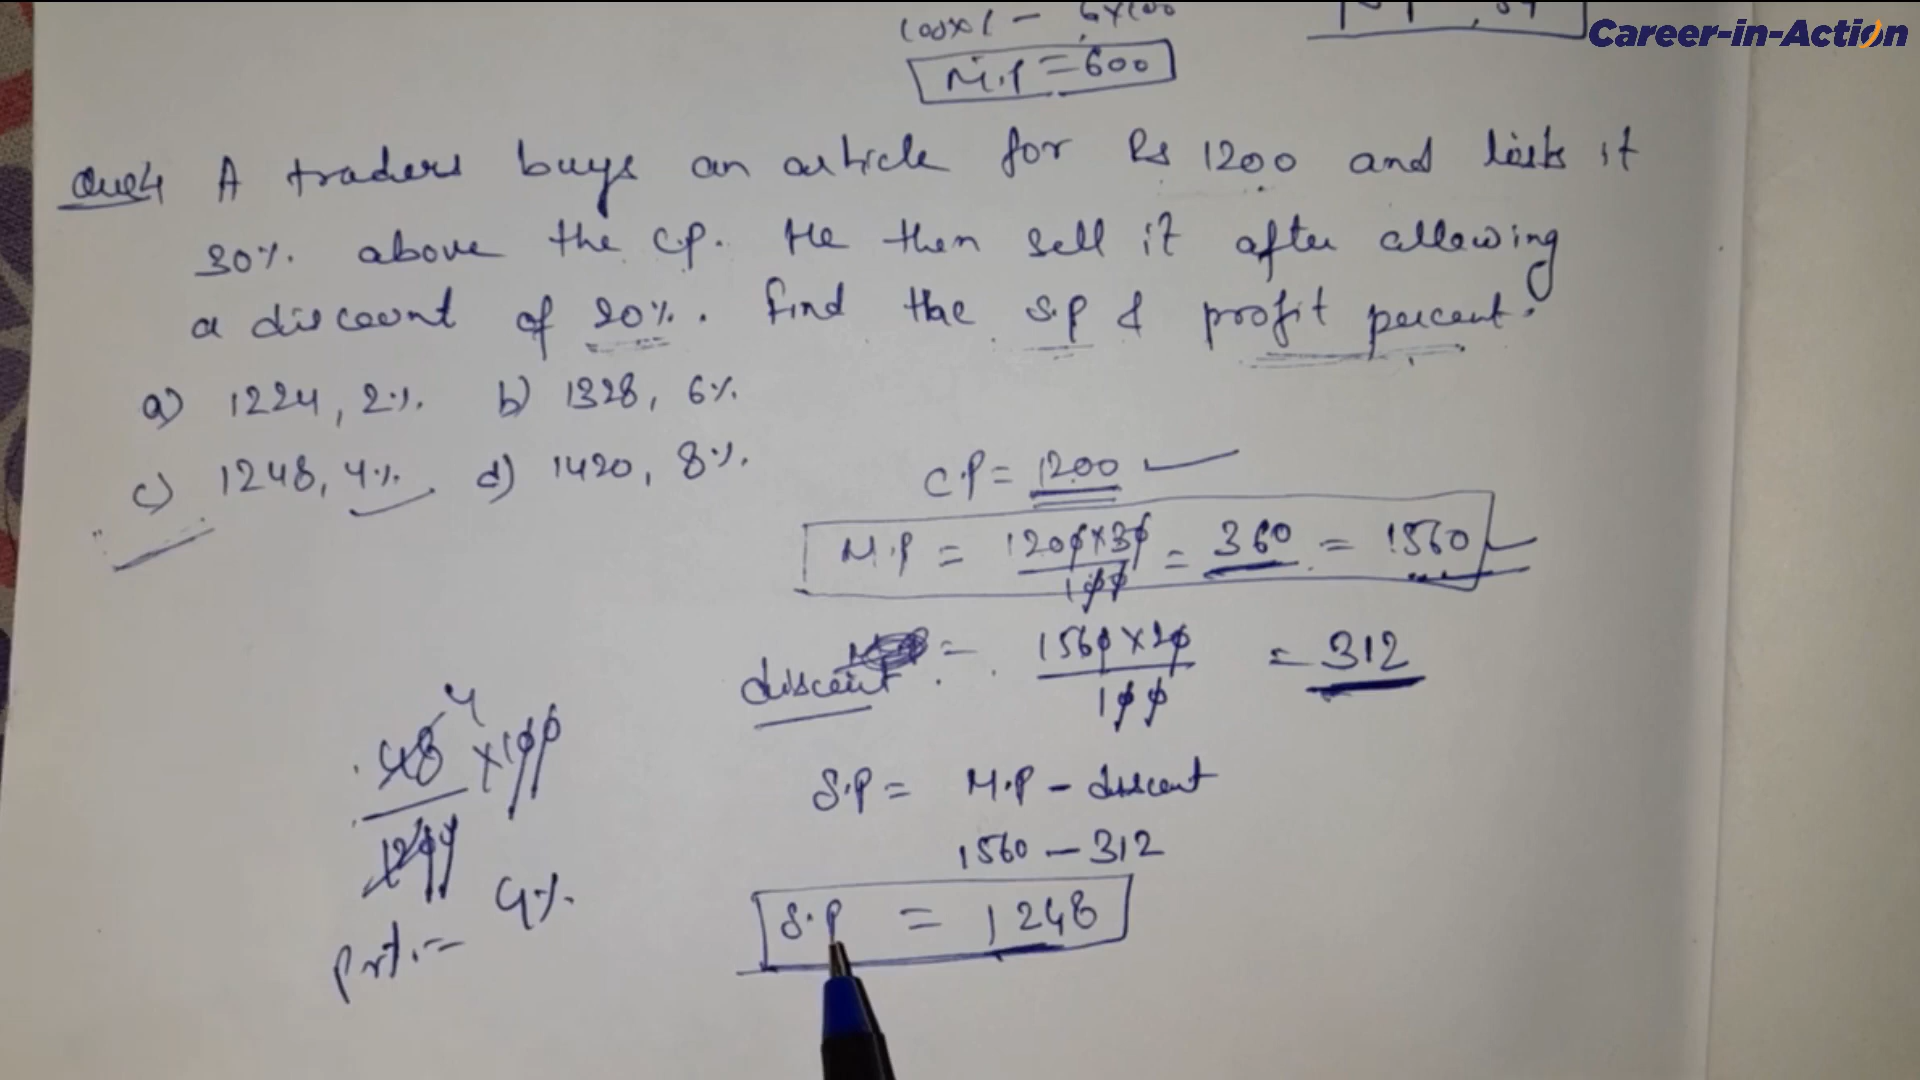 Career-in-Action
M.P = 600
Que4 A traders buys an article for Rs 1200 and lists it
30% above the C.P. He then sell it after allowing
a discount of 20%. Find the S.P & profit percent.
a) 1224, 2%. b) 1328, 6%.
c) 1248, 4%. d) 1420, 8%.
C.P = 1200
M.P = 1200x30 = 360 = 1560
100
discount = 1560 x 20 = 312
100
4
48 x 100
1200
S.P = M.P - discount
1560 - 312
4%.
S.P = 1248